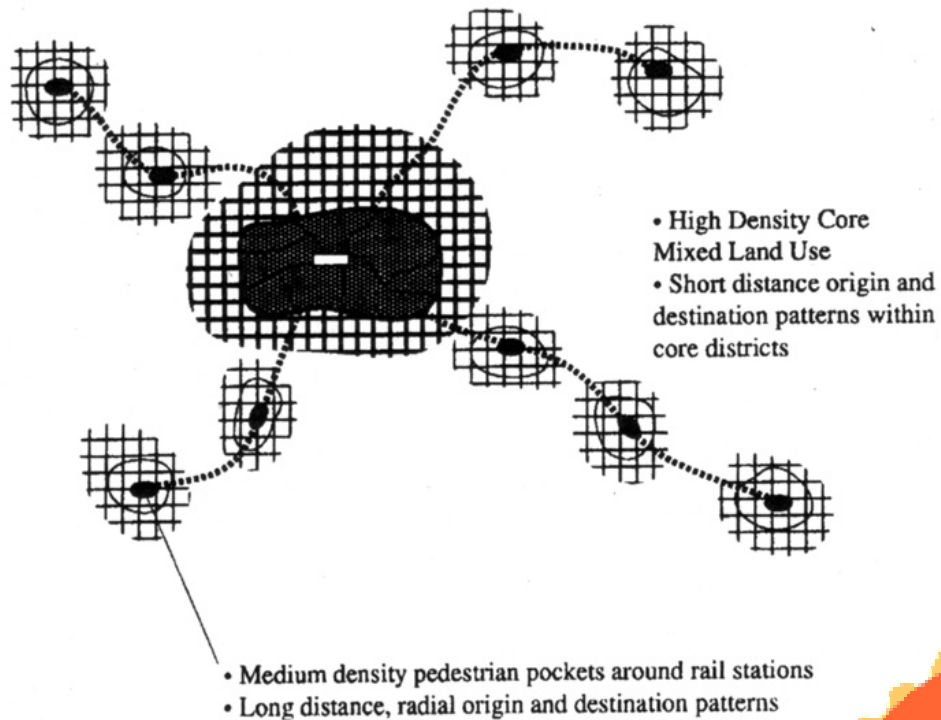 • High Density Core
Mixed Land Use
• Short distance origin and
destination patterns within
core districts
• Medium density pedestrian pockets around rail stations
• Long distance, radial origin and destination patterns